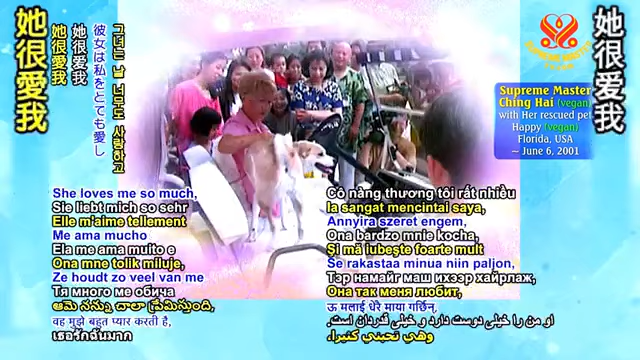 她很愛我
她很愛我
她很爱我
彼女は私をとても愛し
그녀는 날 너무도 사랑하고
她很爱我
SUPREME MASTER
Supreme Master
Ching Hai (vegan)
with Her rescued pet
Happy (vegan)
Florida, USA
~ June 6, 2001
She loves me so much,
Sie liebt mich so sehr
Elle m'aime tellement
Me ama mucho
Ela me ama muito e
Ona mne tolik miluje,
Ze houdt zo veel van me
Тя много ме обича
ఆమె నన్ను చాలా ప్రేమిస్తుంది,
वह मुझे बहुत प्यार करती है,
เธอรักฉันมาก
Cô nàng thương tôi rất nhiều
Ia sangat mencintai saya,
Annyira szeret engem,
Ona bardzo mnie kocha,
Şi mă iubeşte foarte mult
Se rakastaa minua niin paljon,
Тэр намайг маш ихээр хайрлаж,
Она так меня любит,
ऊ मलाई धेरै माया गर्छिन्,
او من را خیلی دوست دارد و خیلی قدردان است.
وهي تحبني كثيرا،